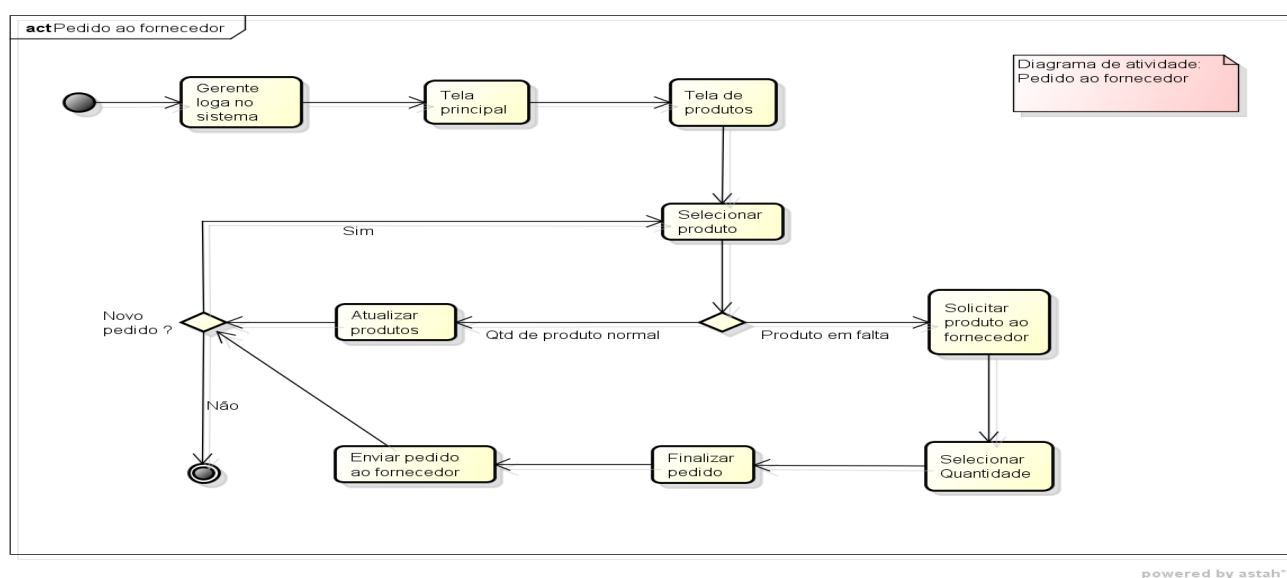 act Pedido ao fornecedor
Diagrama de atividade:
Pedido ao fornecedor
Gerente
loga no
sistema
Tela
principal
Tela de
produtos
Selecionar
produto
Sim
Novo
pedido ?
Atualizar
produtos
Qtd de produto normal
Produto em falta
Solicitar
produto ao
fornecedor
Não
Enviar pedido
ao fornecedor
Finalizar
pedido
Selecionar
Quantidade
powered by astah*